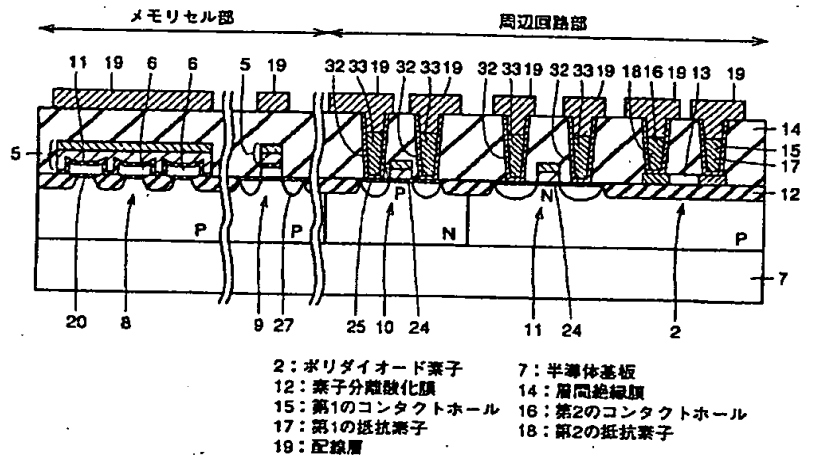 メモリセル部 周辺回路部
11 19 6 6 5 19 32 33 19 32 33 19 32 33 19 32 33 19 18 16 19 13 19
14
5
15
17
P 12
N
P P N P
7
20 8 9 27 25 10 24 11 24 2
2:ポリダイオード素子 7:半導体基板
12:素子分離酸化膜 14:層間絶縁膜
15:第1のコンタクトホール 16:第2のコンタクトホール
17:第1の抵抗素子 18:第2の抵抗素子
19:配線層